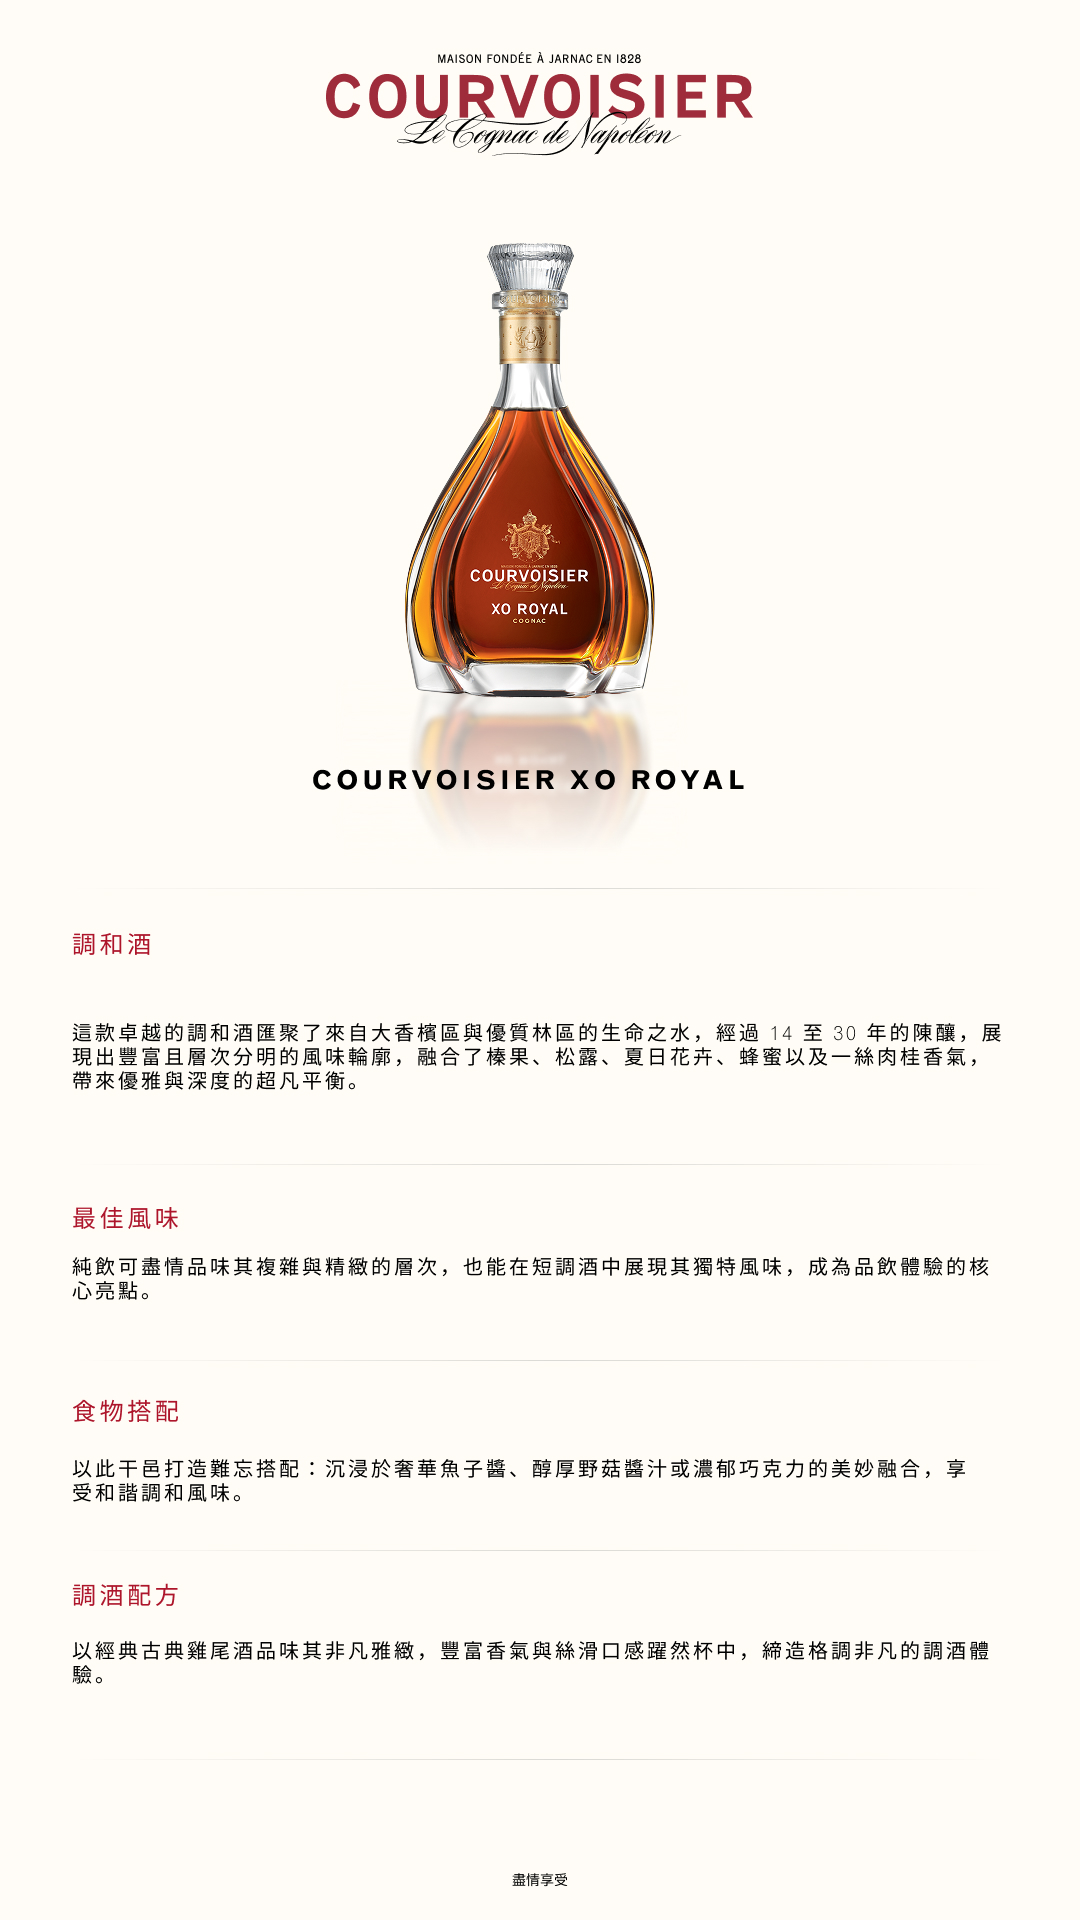 MAISON FONDÉE À JARNAC EN 1828
COURVOISIER
Le Cognac de Napoléon
COURVOISIER
MAISON FONDÉE À JARNAC EN 1828
COURVOISIER
Le Cognac de Napoléon
XO ROYAL
COGNAC
COURVOISIER XO ROYAL
調和酒
這款卓越的調和酒匯聚了來自大香檳區與優質林區的生命之水，經過 14 至 30 年的陳釀，展
現出豐富且層次分明的風味輪廓，融合了榛果、松露、夏日花卉、蜂蜜以及一絲肉桂香氣，
帶來優雅與深度的超凡平衡。
最佳風味
純飲可盡情品味其複雜與精緻的層次，也能在短調酒中展現其獨特風味，成為品飲體驗的核
心亮點。
食物搭配
以此干邑打造難忘搭配：沉浸於奢華魚子醬、醇厚野菇醬汁或濃郁巧克力的美妙融合，享
受和諧調和風味。
調酒配方
以經典古典雞尾酒品味其非凡雅緻，豐富香氣與絲滑口感躍然杯中，締造格調非凡的調酒體
驗。
盡情享受